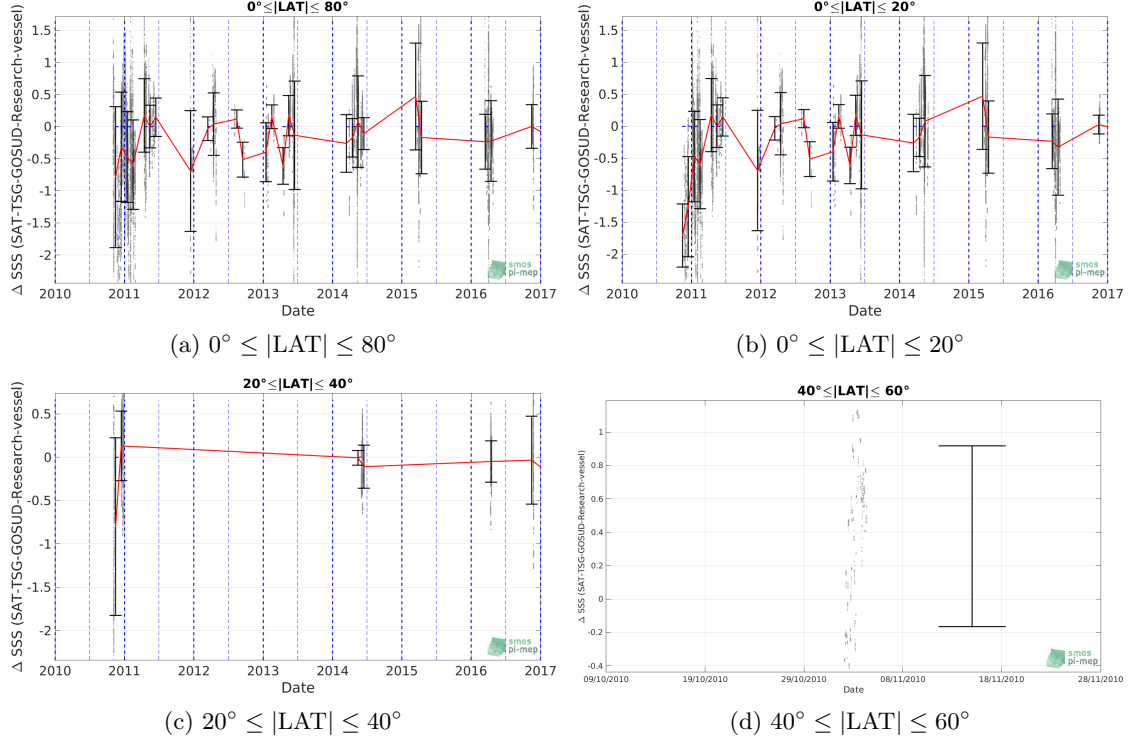 0°≤|LAT|≤ 80°
Δ SSS (SAT-TSG-GOSUD-Research-vessel)
1.5
1
0.5
0
-0.5
-1
-1.5
-2
2010 2011 2012 2013 2014 2015 2016 2017
Date
smos
pi-mep
(a) 0° ≤ |LAT| ≤ 80°
0°≤|LAT|≤ 20°
Δ SSS (SAT-TSG-GOSUD-Research-vessel)
1.5
1
0.5
0
-0.5
-1
-1.5
-2
2010 2011 2012 2013 2014 2015 2016 2017
Date
smos
pi-mep
(b) 0° ≤ |LAT| ≤ 20°
20°≤|LAT|≤ 40°
Δ SSS (SAT-TSG-GOSUD-Research-vessel)
0.5
0
-0.5
-1
-1.5
-2
2010 2011 2012 2013 2014 2015 2016 2017
Date
smos
pi-mep
(c) 20° ≤ |LAT| ≤ 40°
40°≤|LAT|≤ 60°
Δ SSS (SAT-TSG-GOSUD-Research-vessel)
1
0.8
0.6
0.4
0.2
0
-0.2
-0.4
09/10/2010 19/10/2010 29/10/2010 08/11/2010 18/11/2010 28/11/2010
Date
smos
pi-mep
(d) 40° ≤ |LAT| ≤ 60°